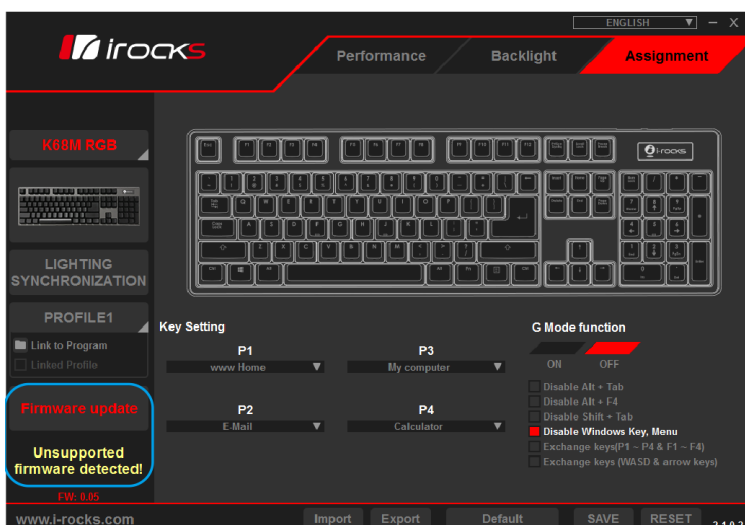 ENGLISH
irocks
Performance
Backlight
Assignment
K68M RGB
LIGHTING
SYNCHRONIZATION
PROFILE1
Link to Program
Linked Profile
Firmware update
Unsupported
firmware detected!
FW: 0.05
i-rocks
Key Setting
P1
www Home
P3
My computer
P2
E-Mail
P4
Calculator
G Mode function
ON OFF
Disable Alt + Tab
Disable Alt + F4
Disable Shift + Tab
Disable Windows Key, Menu
Exchange keys(P1 ~ P4 & F1 ~ F4)
Exchange keys (WASD & arrow keys)
www.i-rocks.com
Import
Export
Default
SAVE
RESET